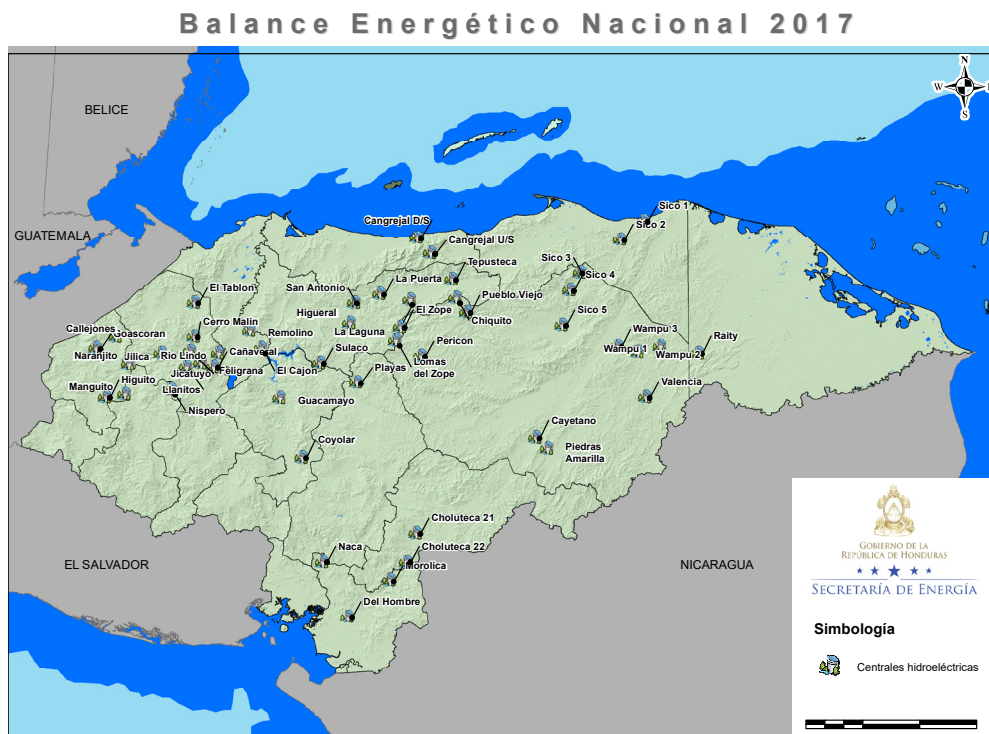 Balance Energético Nacional 2017
N
W
S
BELICE
GUATEMALA
Sico 1
Sico 2
Cangrejal D/S
Cangrejal U/S
Tepusteca
Sico 3
Sico 4
La Puerta
San Antonio
El Tablon
Pueblo Viejo
El Zope
Higueral
Chiquito
Sico 5
Cerro Malin
Callejones
Goascoran
Remolino
La Laguna
Wampu 3
Raity
Pericon
Naranjito
Jilica
Rio Lindo
Cañaveral
Sulaco
Wampu 1
Wampu 2
Lomas
del Zope
Jicatuyo
Feligrana
El Cajon
Playas
Manguito
Higuito
Llanitos
Valencia
Guacamayo
Nispero
Cayetano
Coyolar
Piedras
Amarilla
Choluteca 21
Naca
Choluteca 22
Morolica
EL SALVADOR
NICARAGUA
Del Hombre
GOBIERNO DE LA
REPÚBLICA DE HONDURAS
SECRETARÍA DE ENERGÍA
Simbología
Centrales hidroeléctricas